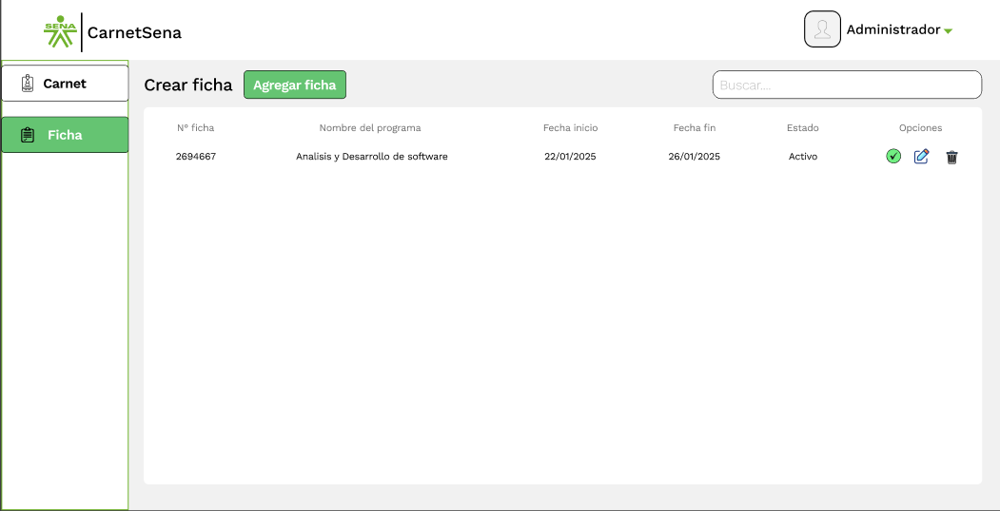 SENA
CarnetSena
Administrador
Carnet
Ficha
Crear ficha
Agregar ficha
Buscar....
N° ficha Nombre del programa Fecha inicio Fecha fin Estado Opciones
2694667 Analisis y Desarrollo de software 22/01/2025 26/01/2025 Activo